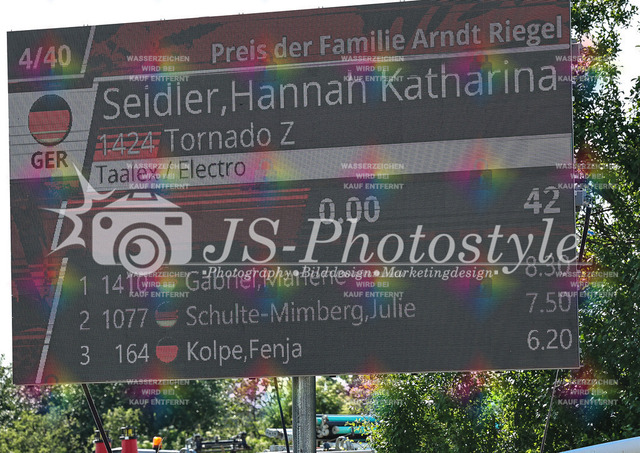 4/40 Preis der Familie Arndt Riegel
Seidler,Hannah Katharina
GER
1424 Tornado Z
Electro
0.00 42
JS-Photostyle
Photography•Bilddesign•Marketingdesign
1
2 1077 Schulte-Mimberg,Julie 7.50
3 164 Kolpe,Fenja 6.20
WASSERZEICHEN
WIRD BEI
KAUF ENTFERNT